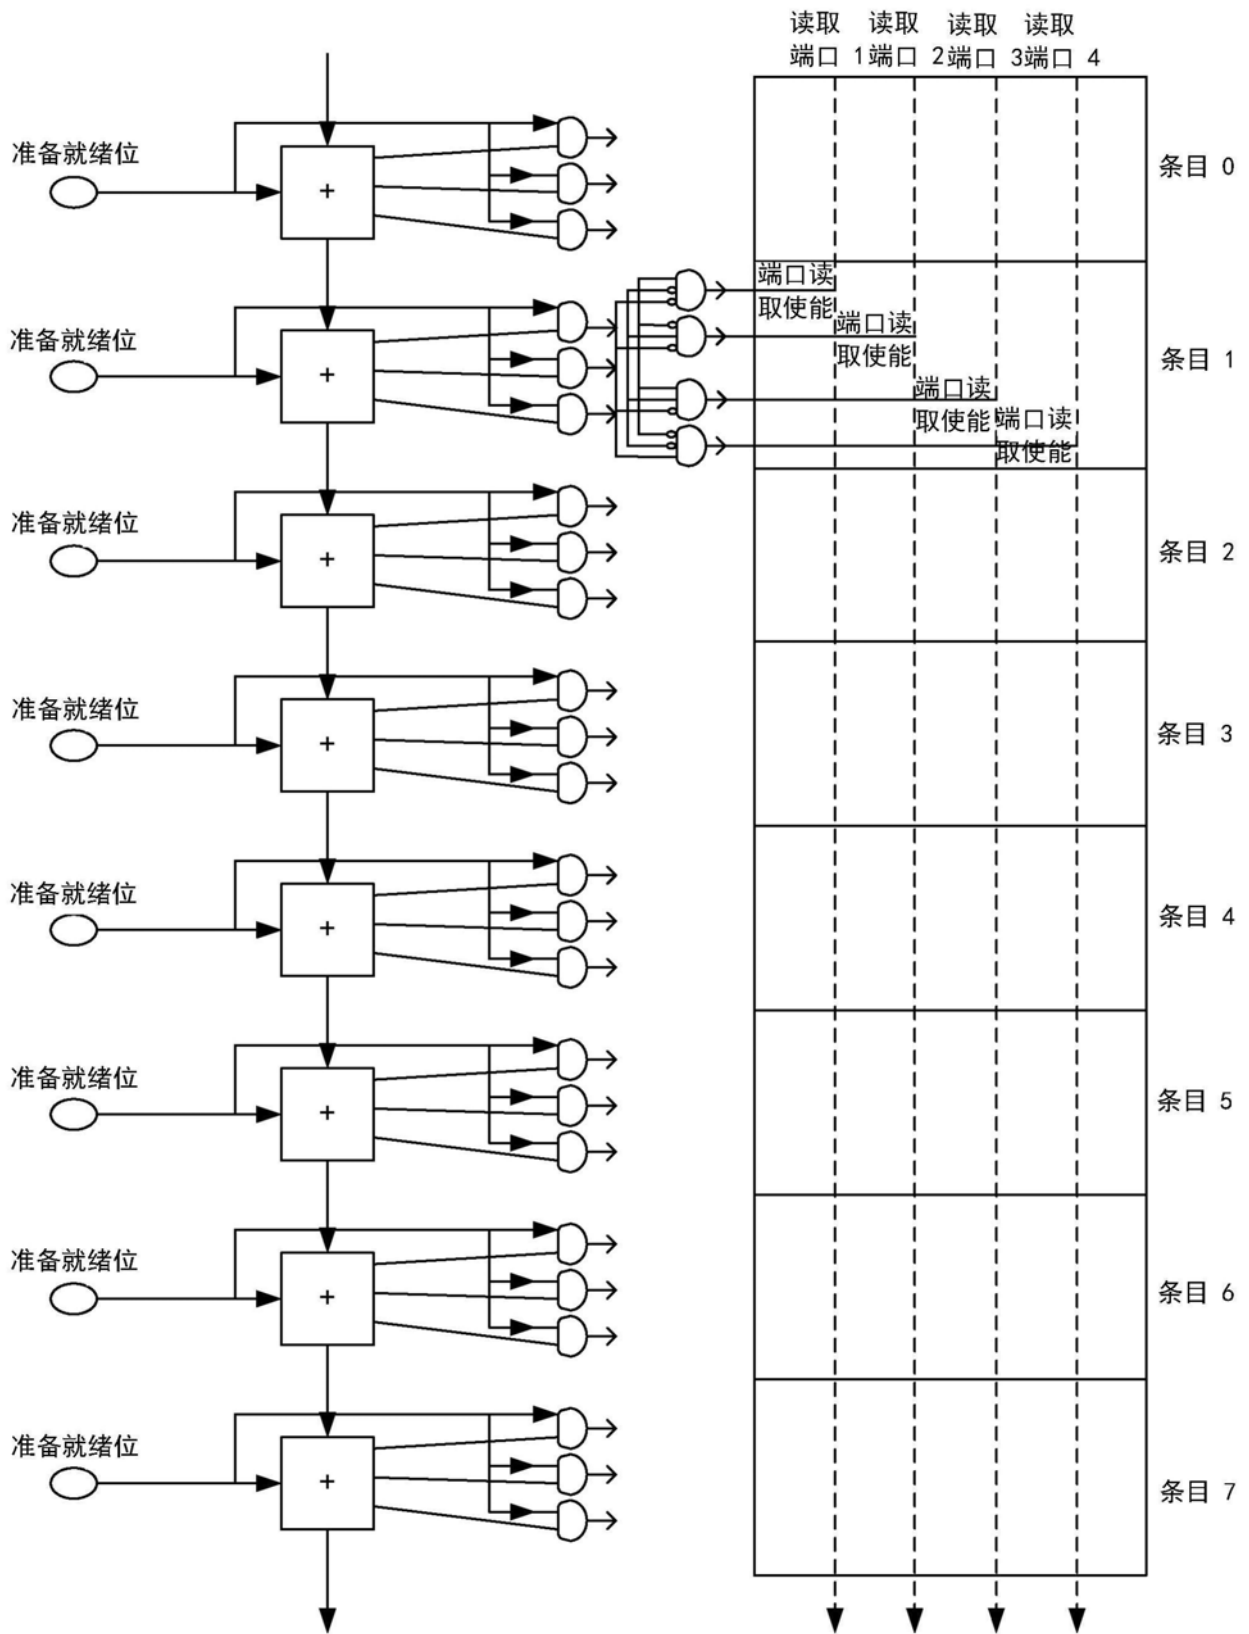 读取 读取 读取 读取
端口 1端口 2端口 3端口 4
准备就绪位
+
条目 0
端口读
取使能
端口读
取使能
端口读
取使能
端口读
取使能
准备就绪位
+
条目 1
准备就绪位
+
条目 2
准备就绪位
+
条目 3
准备就绪位
+
条目 4
准备就绪位
+
条目 5
准备就绪位
+
条目 6
准备就绪位
+
条目 7